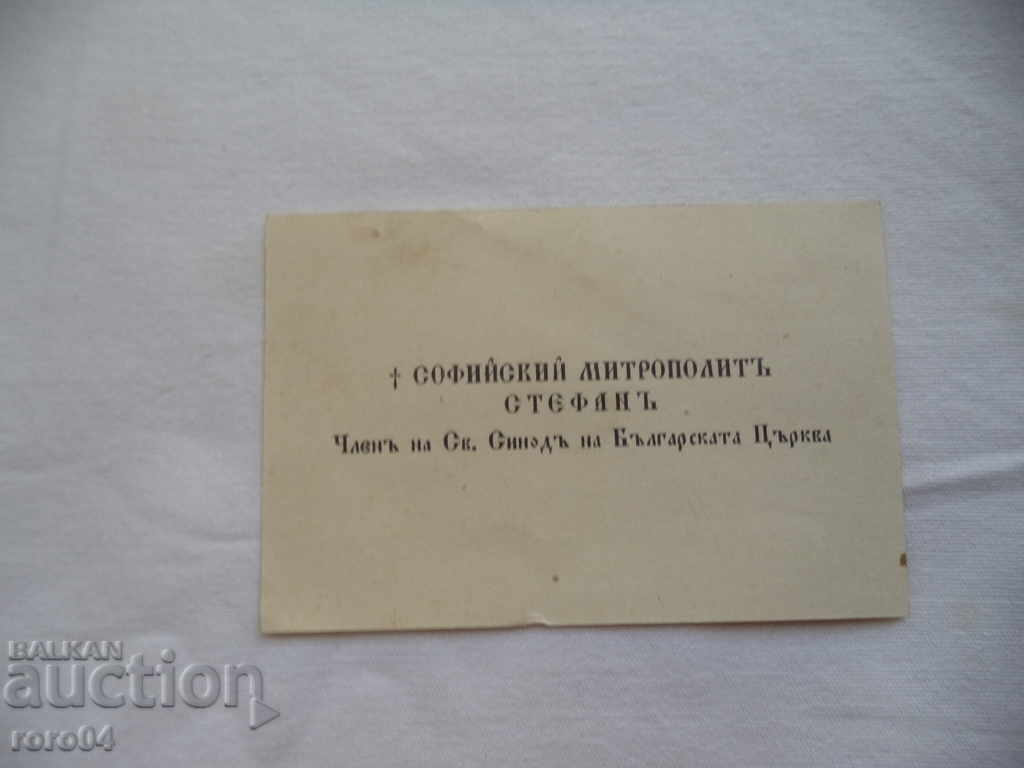 † СОФИЙСКИЙ МИТРОПОЛИТЪ
СТЕФАНЪ
Членъ на Св. Синодъ на Българската Църква
BALKAN
auction
roro04